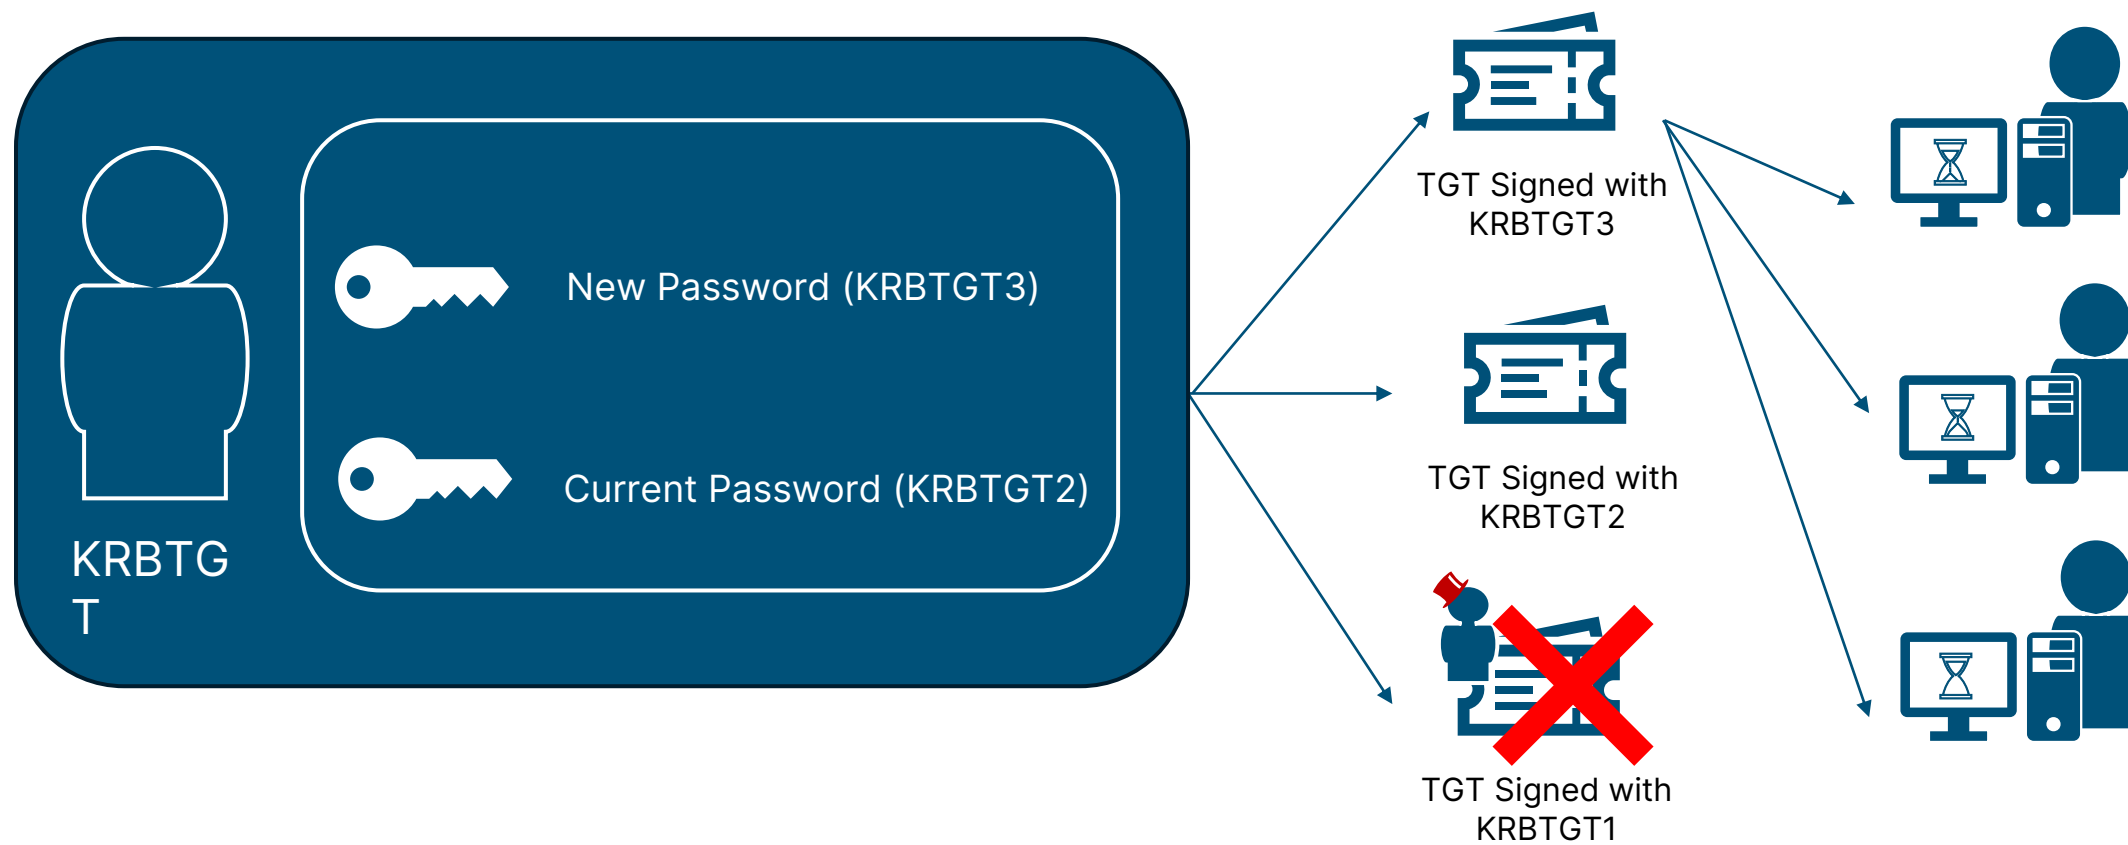 KRBTG
T
New Password (KRBTGT3)
Current Password (KRBTGT2)
TGT Signed with
KRBTGT3
TGT Signed with
KRBTGT2
TGT Signed with
KRBTGT1